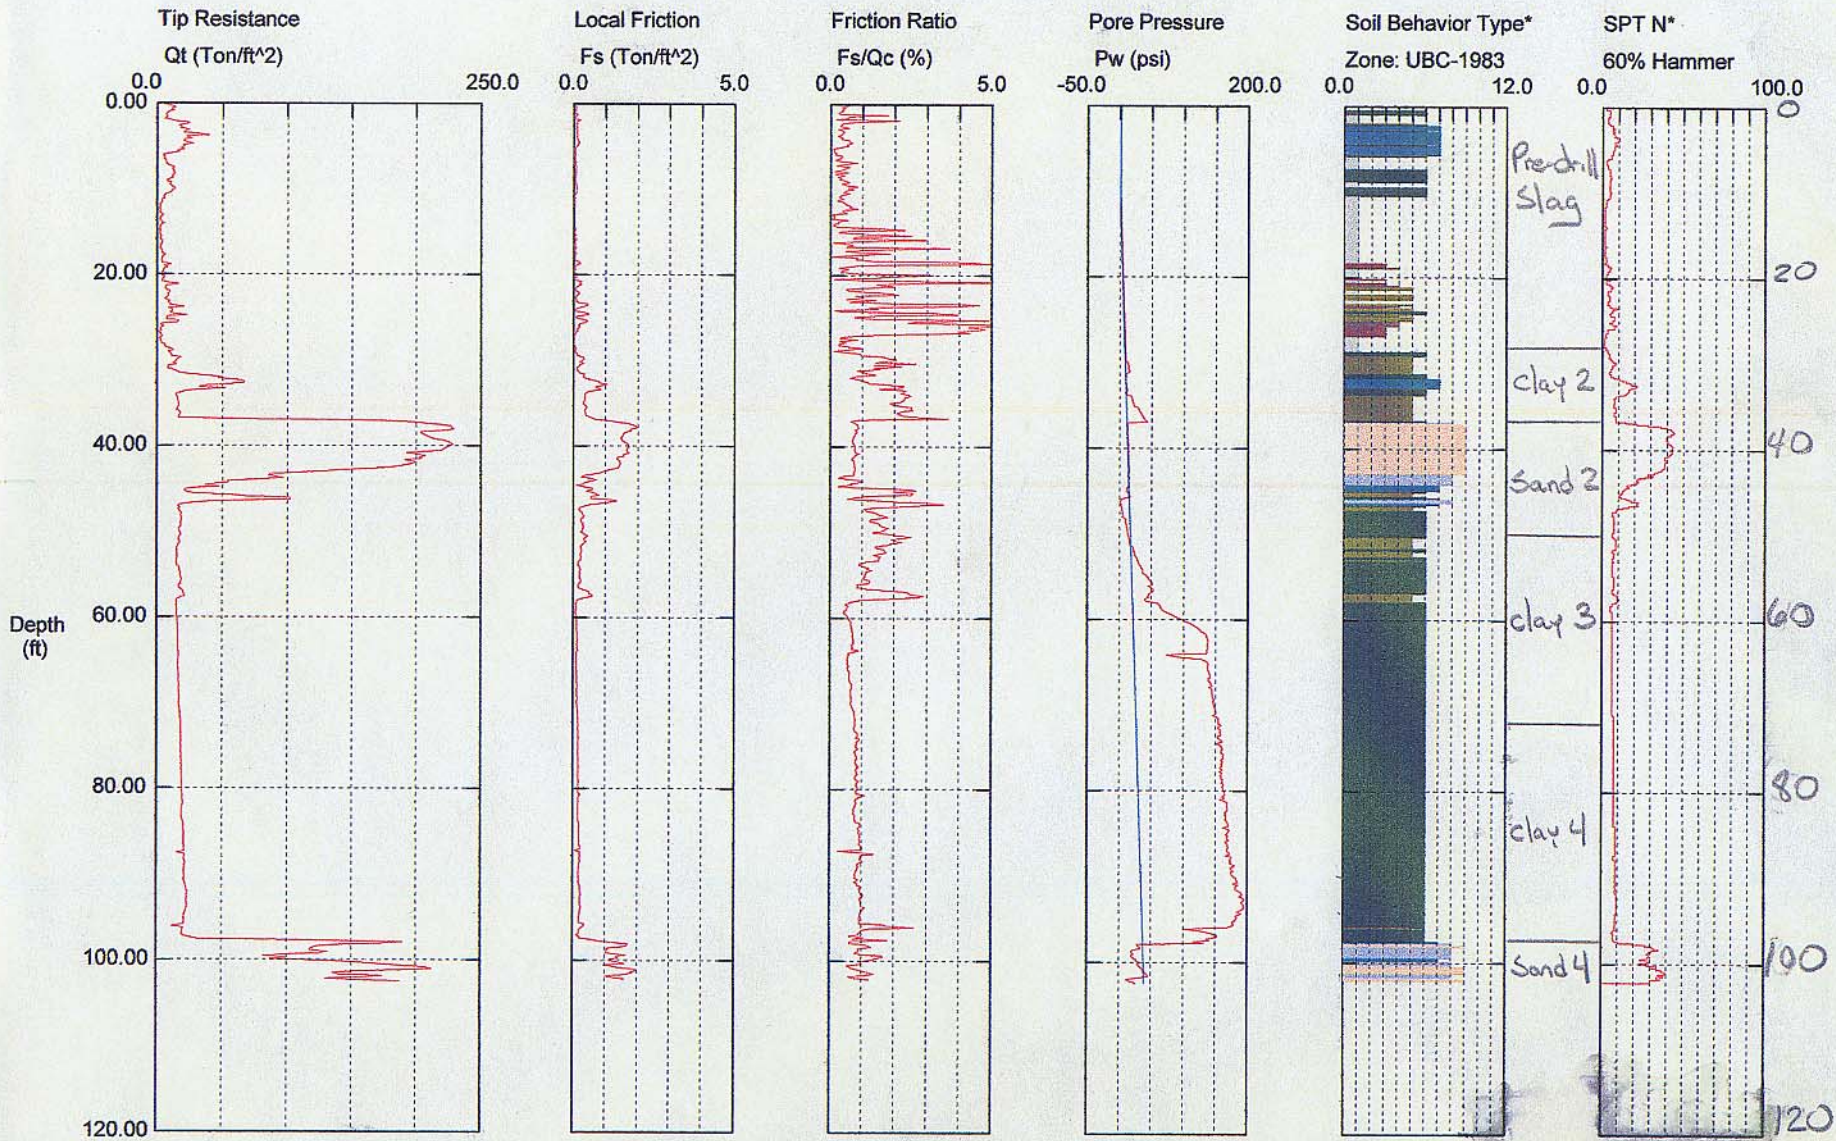 Tip Resistance
Qt (Ton/ft^2)
0.0 250.0
Local Friction
Fs (Ton/ft^2)
0.0 5.0
Friction Ratio
Fs/Qc (%)
0.0 5.0
Pore Pressure
Pw (psi)
-50.0 200.0
Soil Behavior Type*
Zone: UBC-1983
0.0 12.0
SPT N*
60% Hammer
0.0 100.0
Depth
(ft)
0.00
20.00
40.00
60.00
80.00
100.00
120.00
Pre-drill
Slag
Clay 2
Sand 2
Clay 3
Clay 4
Sand 4
0
20
40
60
80
100
120